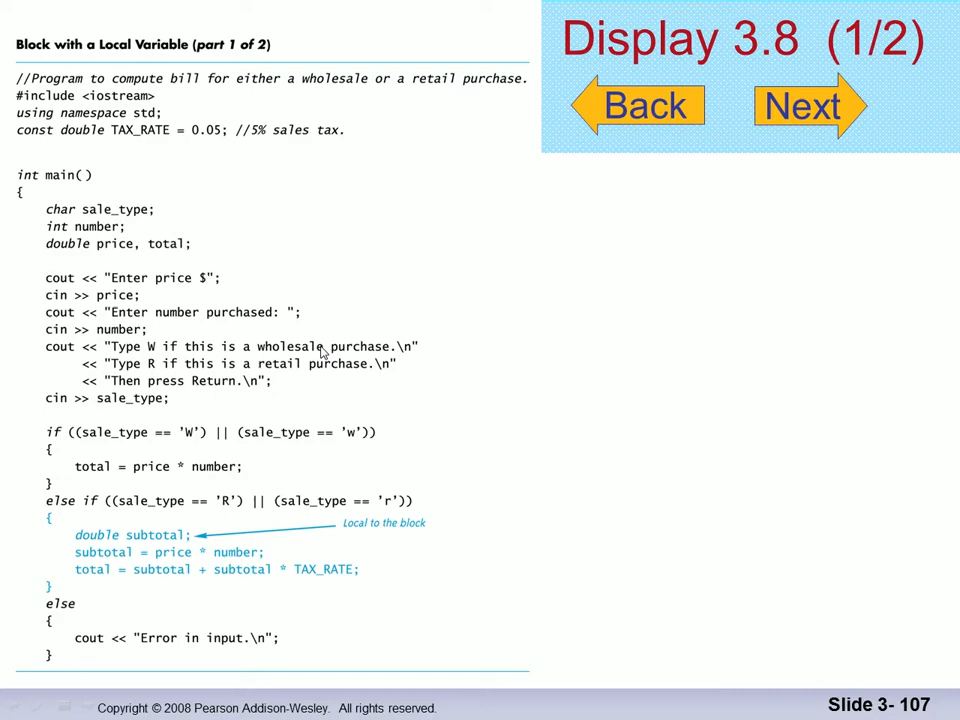 Block with a Local Variable (part 1 of 2)
Display 3.8 (1/2)
Back
Next
//Program to compute bill for either a wholesale or a retail purchase.
#include <iostream>
using namespace std;
const double TAX_RATE = 0.05; //5% sales tax.
int main( )
{
    char sale_type;
    int number;
    double price, total;
    cout << "Enter price $";
    cin >> price;
    cout << "Enter number purchased: ";
    cin >> number;
    cout << "Type W if this is a wholesale purchase.\n"
         << "Type R if this is a retail purchase.\n"
         << "Then press Return.\n";
    cin >> sale_type;
    if ((sale_type == ’W’) || (sale_type == ’w’))
    {
        total = price * number;
    }
    else if ((sale_type == ’R’) || (sale_type == ’r’))
    {
Local to the block
        double subtotal;
        subtotal = price * number;
        total = subtotal + subtotal * TAX_RATE;
    }
    else
    {
        cout << "Error in input.\n";
    }
Copyright © 2008 Pearson Addison-Wesley. All rights reserved.
Slide 3- 107